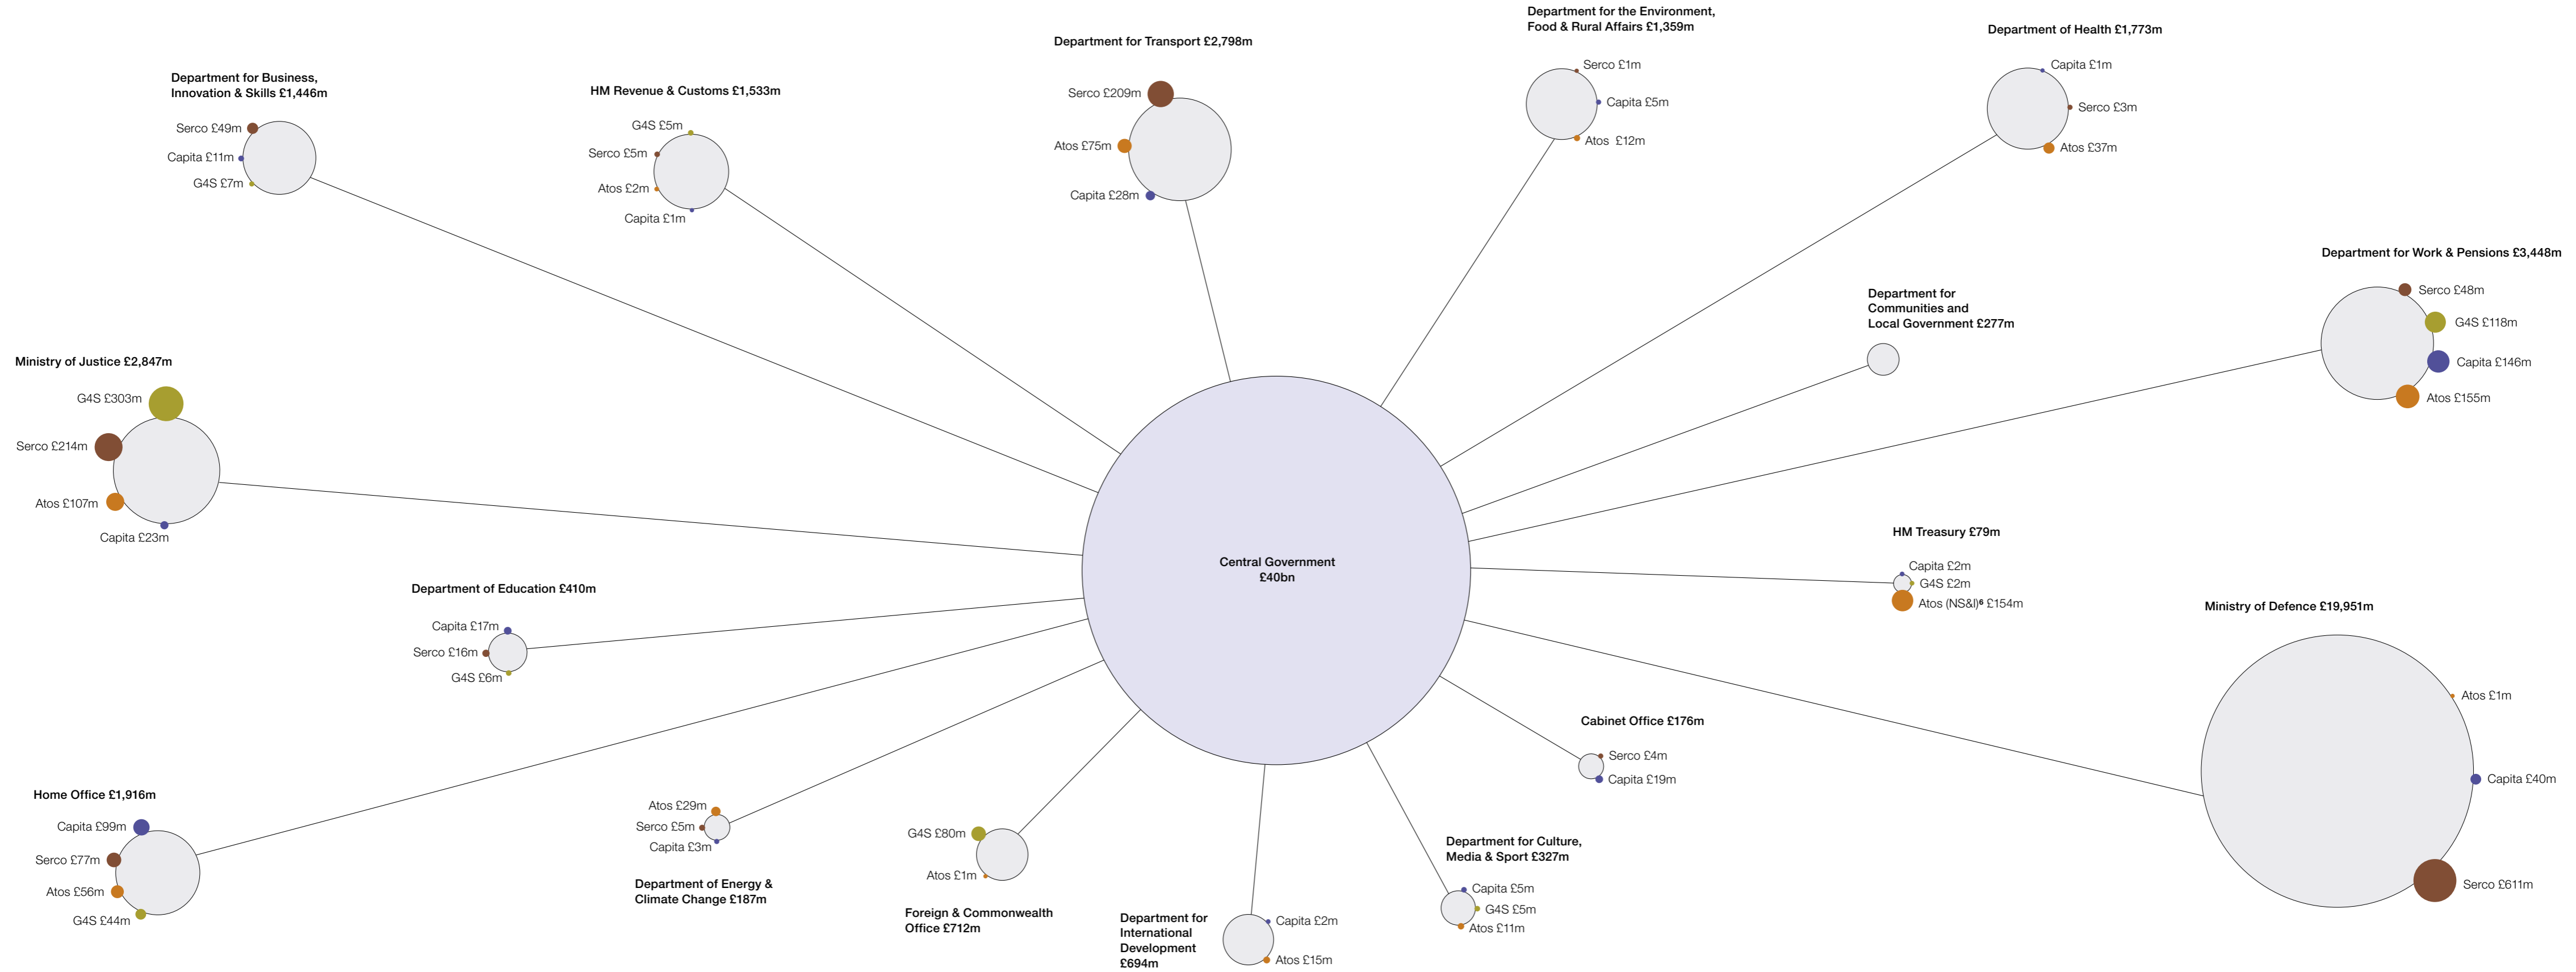 Department for Business,
Innovation & Skills £1,446m
Serco £49m
Capita £11m
G4S £7m
HM Revenue & Customs £1,533m
G4S £5m
Serco £5m
Atos £2m
Capita £1m
Department for Transport £2,798m
Serco £209m
Atos £75m
Capita £28m
Department for the Environment,
Food & Rural Affairs £1,359m
Serco £1m
Capita £5m
Atos £12m
Department of Health £1,773m
Capita £1m
Serco £3m
Atos £37m
Department for Work & Pensions £3,448m
Serco £48m
G4S £118m
Capita £146m
Atos £155m
Department for
Communities and
Local Government £277m
Ministry of Justice £2,847m
G4S £303m
Serco £214m
Atos £107m
Capita £23m
Central Government
£40bn
HM Treasury £79m
Capita £2m
G4S £2m
Atos (NS&I)⁶ £154m
Department of Education £410m
Capita £17m
Serco £16m
G4S £6m
Ministry of Defence £19,951m
Atos £1m
Capita £40m
Serco £611m
Cabinet Office £176m
Serco £4m
Capita £19m
Home Office £1,916m
Capita £99m
Serco £77m
Atos £56m
G4S £44m
Atos £29m
Serco £5m
Capita £3m
Department of Energy &
Climate Change £187m
G4S £80m
Atos £1m
Foreign & Commonwealth
Office £712m
Department for
International
Development
£694m
Capita £2m
Atos £15m
Department for Culture,
Media & Sport £327m
Capita £5m
G4S £5m
Atos £11m